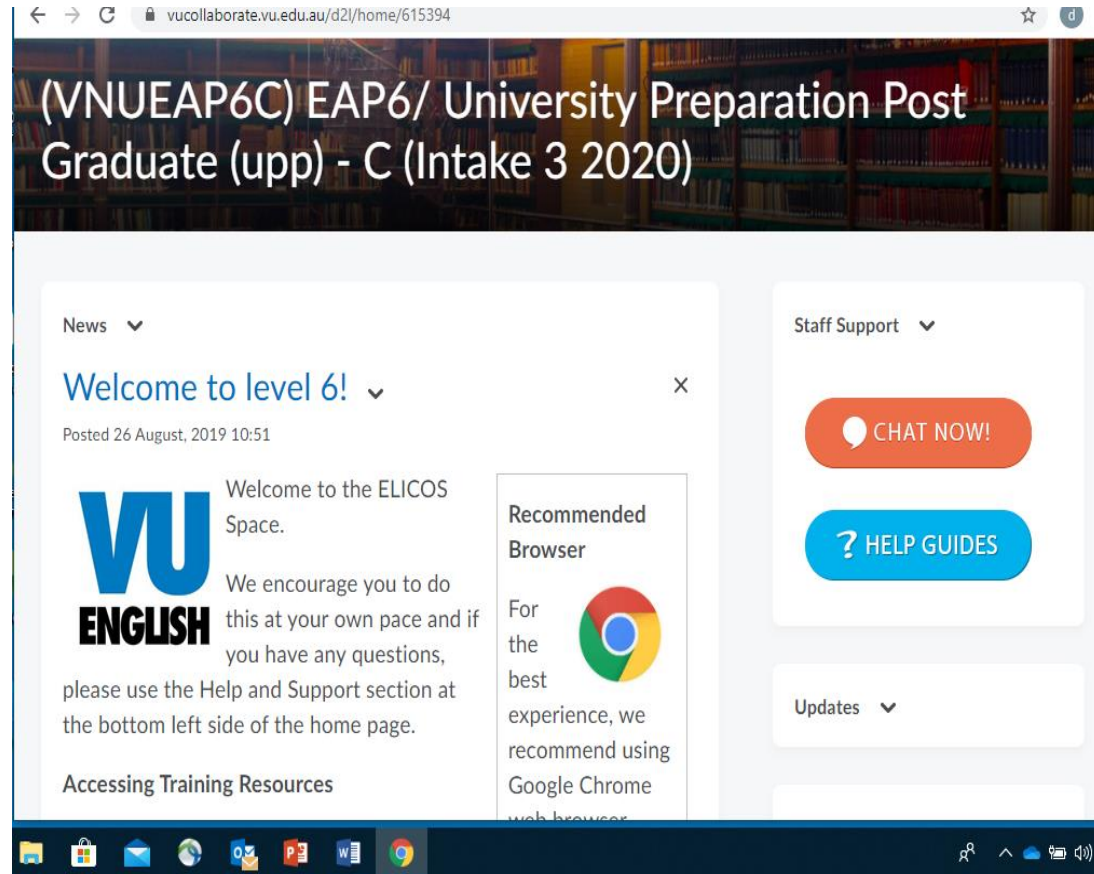 vucollaborate.vu.edu.au/d2l/home/615394
d
(VNUEAP6C) EAP6/ University Preparation Post
Graduate (upp) - C (Intake 3 2020)
News
Welcome to level 6!
Posted 26 August, 2019 10:51
VU
ENGLISH
Welcome to the ELICOS
Space.
We encourage you to do
this at your own pace and if
you have any questions,
please use the Help and Support section at
the bottom left side of the home page.
Accessing Training Resources
Recommended
Browser
For
the
best
experience, we
recommend using
Google Chrome
web browser
Staff Support
CHAT NOW!
? HELP GUIDES
Updates